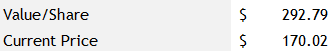 Value/Share $ 292.79
Current Price $ 170.02